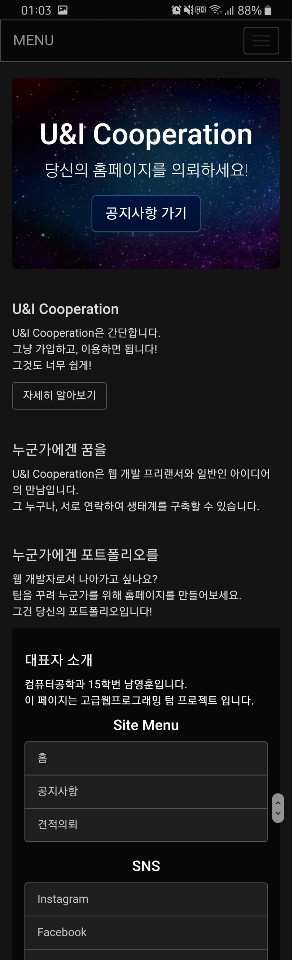 01:03
88%
MENU
U&I Cooperation
당신의 홈페이지를 의뢰하세요!
공지사항 가기
U&I Cooperation
U&I Cooperation은 간단합니다.
그냥 가입하고, 이용하면 됩니다!
그것도 너무 쉽게!
자세히 알아보기
누군가에겐 꿈을
U&I Cooperation은 웹 개발 프리랜서와 일반인 아이디어
의 만남입니다.
그 누구나, 서로 연락하여 생태계를 구축할 수 있습니다.
누군가에겐 포트폴리오를
웹 개발자로서 나아가고 싶나요?
팀을 꾸려 누군가를 위해 홈페이지를 만들어보세요.
그건 당신의 포트폴리오입니다!
대표자 소개
컴퓨터공학과 15학번 남영훈입니다.
이 페이지는 고급웹프로그래밍 텀 프로젝트 입니다.
Site Menu
홈
공지사항
견적의뢰
SNS
Instagram
Facebook